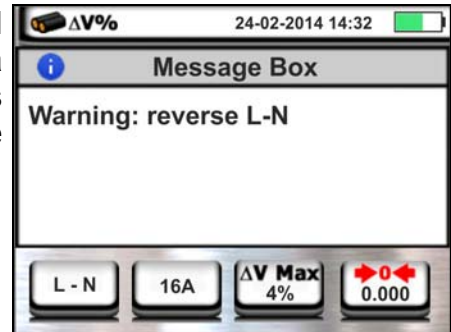 ΔV%
24-02-2014 14:32
Message Box
Warning: reverse L-N
L - N
16A
ΔV Max
4%
0
0.000